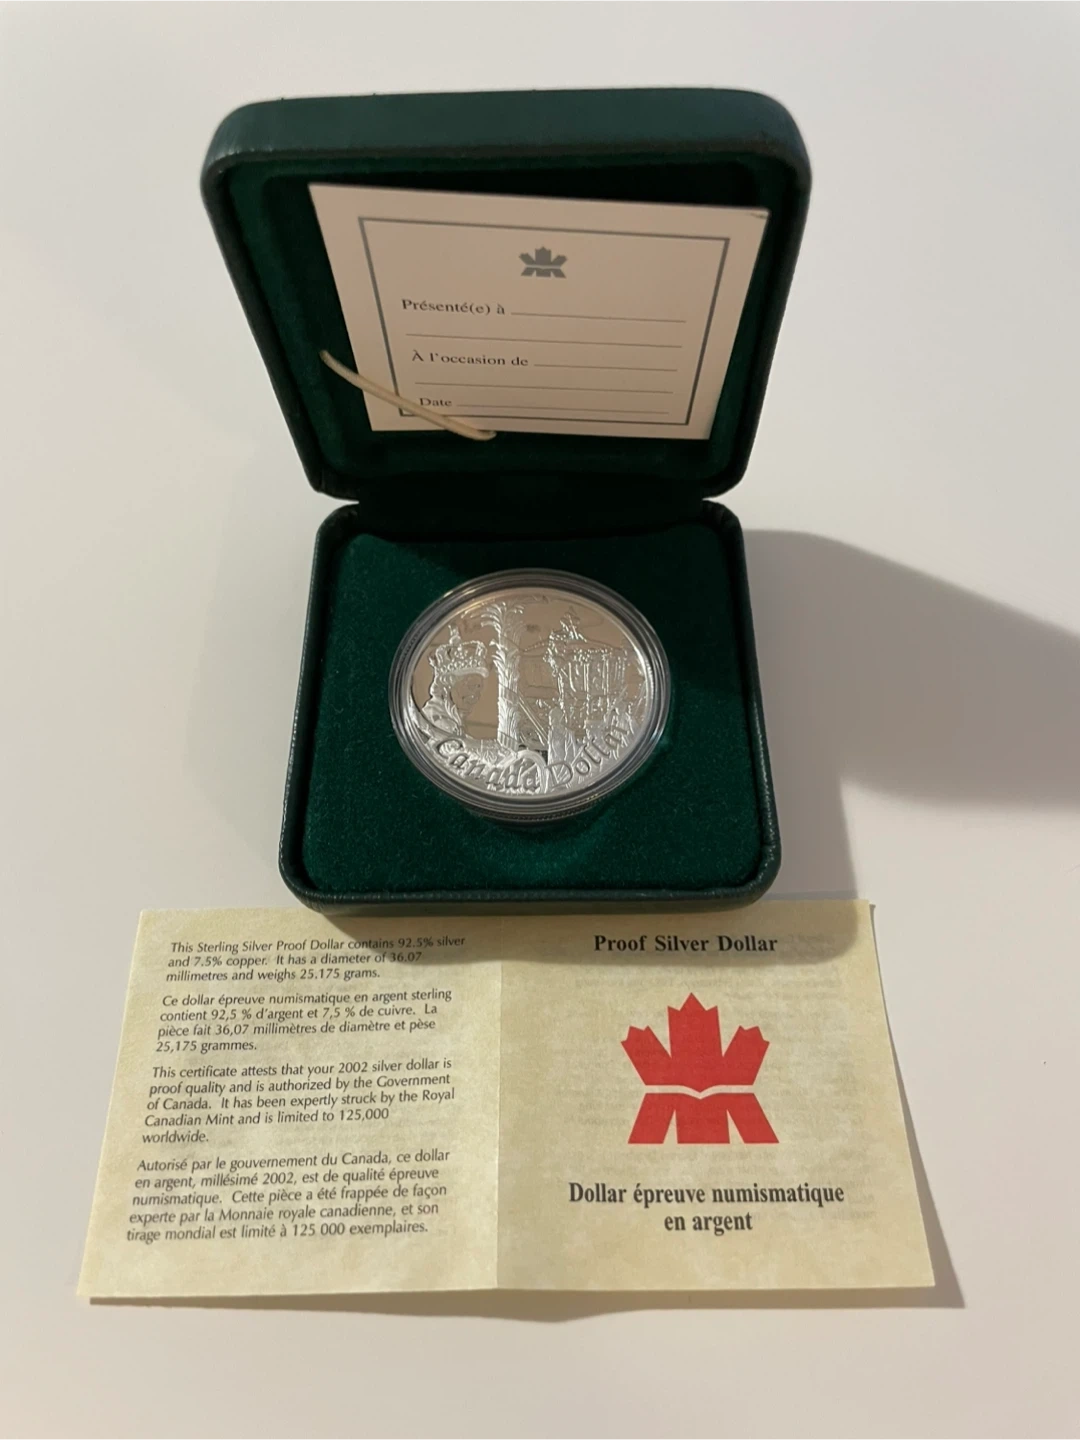 Présenté(e) à
À l'occasion de
Date
Canada Dollar
This Sterling Silver Proof Dollar contains 92.5% silver
and 7.5% copper. It has a diameter of 36.07
millimetres and weighs 25.175 grams.
Ce dollar épreuve numismatique en argent sterling
contient 92,5 % d'argent et 7,5 % de cuivre. La
pièce fait 36,07 millimètres de diamètre et pèse
25,175 grammes.
This certificate attests that your 2002 silver dollar is
proof quality and is authorized by the Government
of Canada. It has been expertly struck by the Royal
Canadian Mint and is limited to 125,000
worldwide.
Autorisé par le gouvernement du Canada, ce dollar
en argent, millésimé 2002, est de qualité épreuve
numismatique. Cette pièce a été frappée de façon
experte par la Monnaie royale canadienne, et son
tirage mondial est limité à 125 000 exemplaires.
Proof Silver Dollar
Dollar épreuve numismatique
en argent